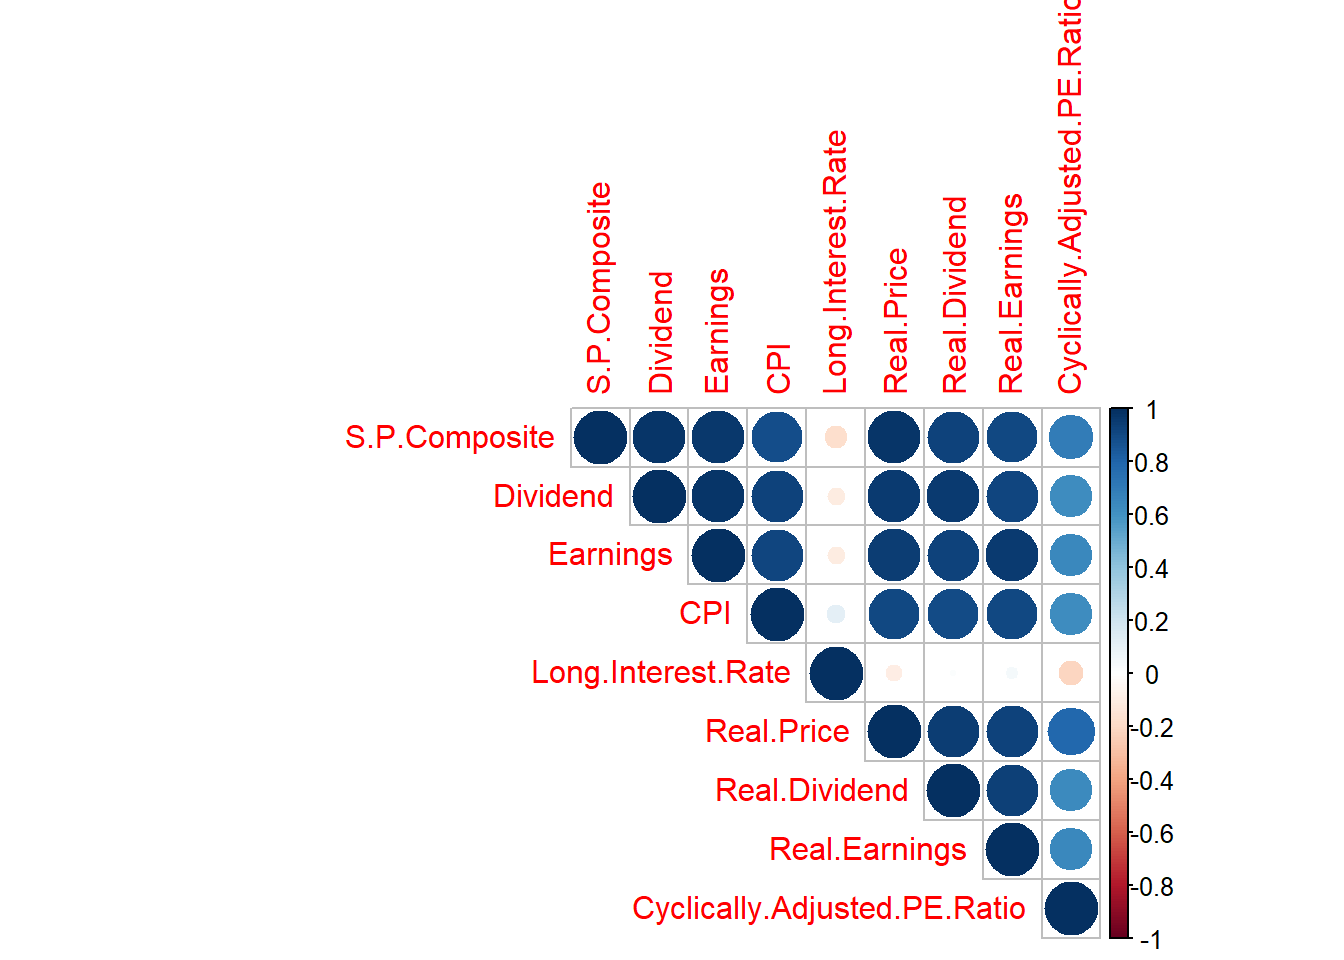 S.P.Composite
Dividend
Earnings
CPI
Long.Interest.Rate
Real.Price
Real.Dividend
Real.Earnings
Cyclically.Adjusted.PE.Ratio
S.P.Composite
Dividend
Earnings
CPI
Long.Interest.Rate
Real.Price
Real.Dividend
Real.Earnings
Cyclically.Adjusted.PE.Ratio
1
0.8
0.6
0.4
0.2
0
-0.2
-0.4
-0.6
-0.8
-1